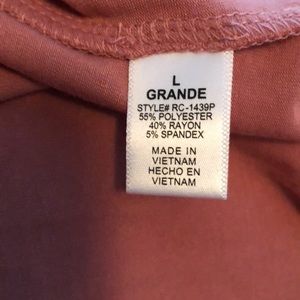 L
GRANDE
STYLE# RC-1439P
55% POLYESTER
40% RAYON
5% SPANDEX
MADE IN
VIETNAM
HECHO EN
VIETNAM